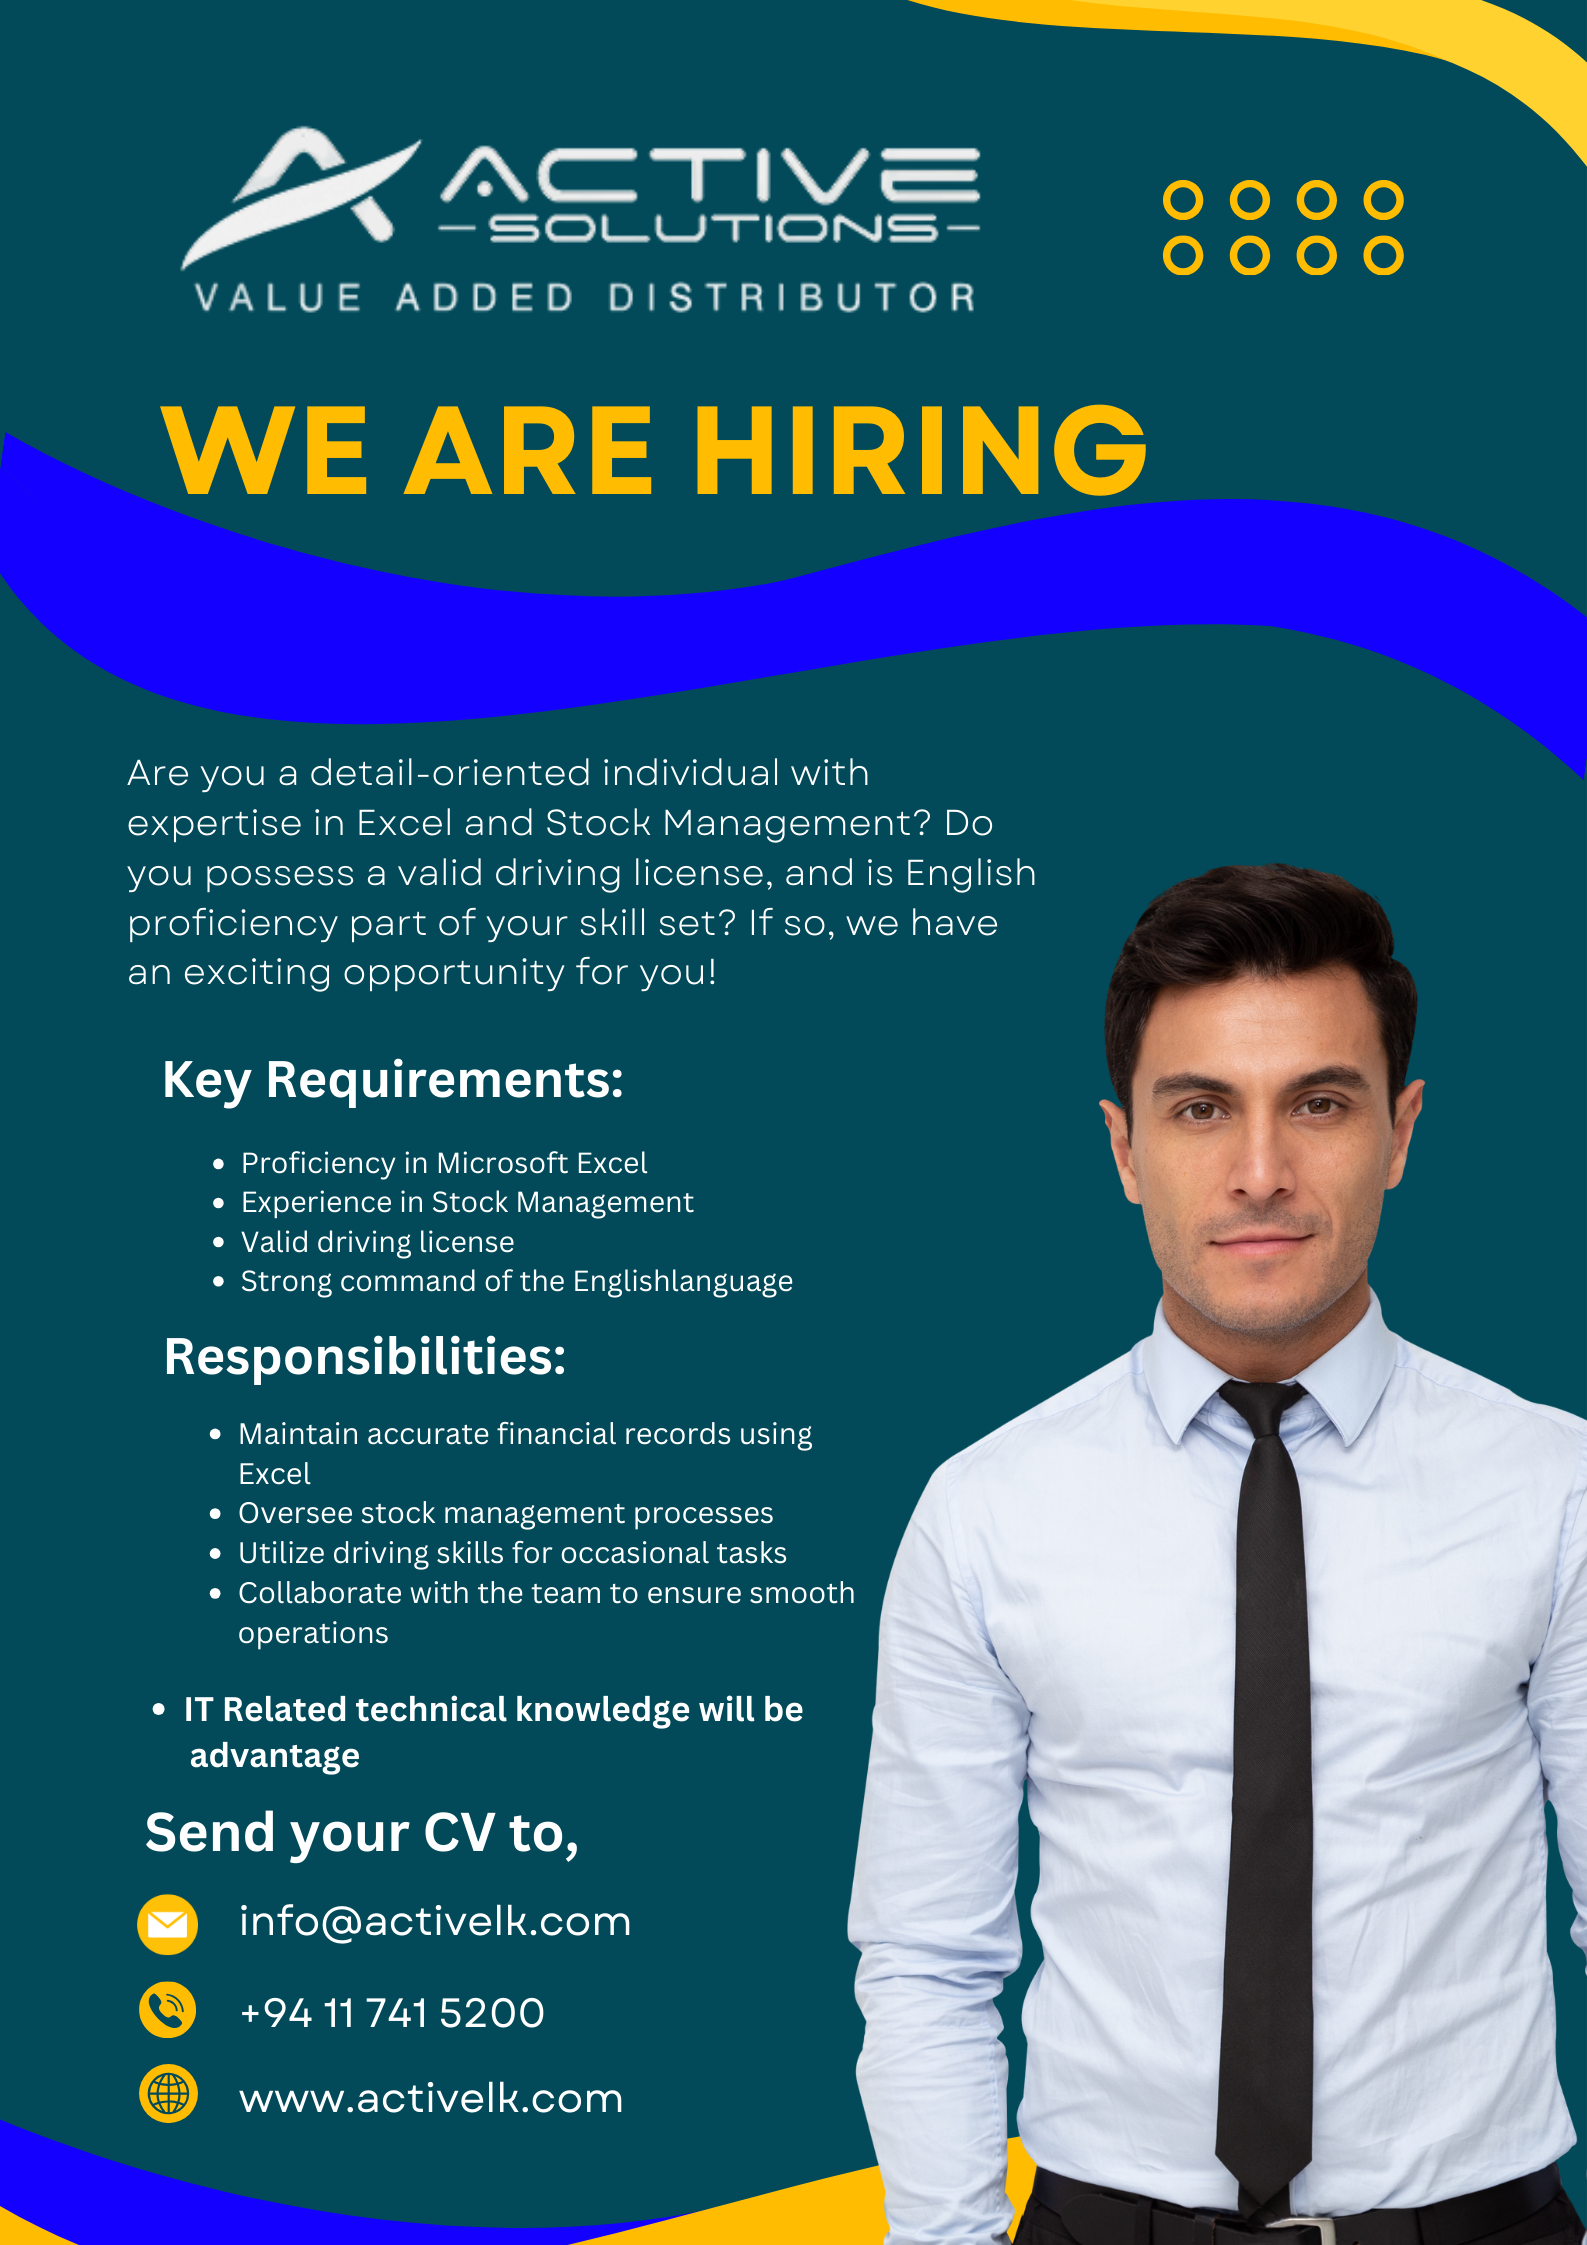 ACTIVE
SOLUTIONS
VALUE ADDED DISTRIBUTOR
WE ARE HIRING
Are you a detail-oriented individual with
expertise in Excel and Stock Management? Do
you possess a valid driving license, and is English
proficiency part of your skill set? If so, we have
an exciting opportunity for you!
Key Requirements:
• Proficiency in Microsoft Excel
• Experience in Stock Management
• Valid driving license
• Strong command of the Englishlanguage
Responsibilities:
• Maintain accurate financial records using
Excel
• Oversee stock management processes
• Utilize driving skills for occasional tasks
• Collaborate with the team to ensure smooth
operations
• IT Related technical knowledge will be
advantage
Send your CV to,
info@activelk.com
+94 11 741 5200
www.activelk.com